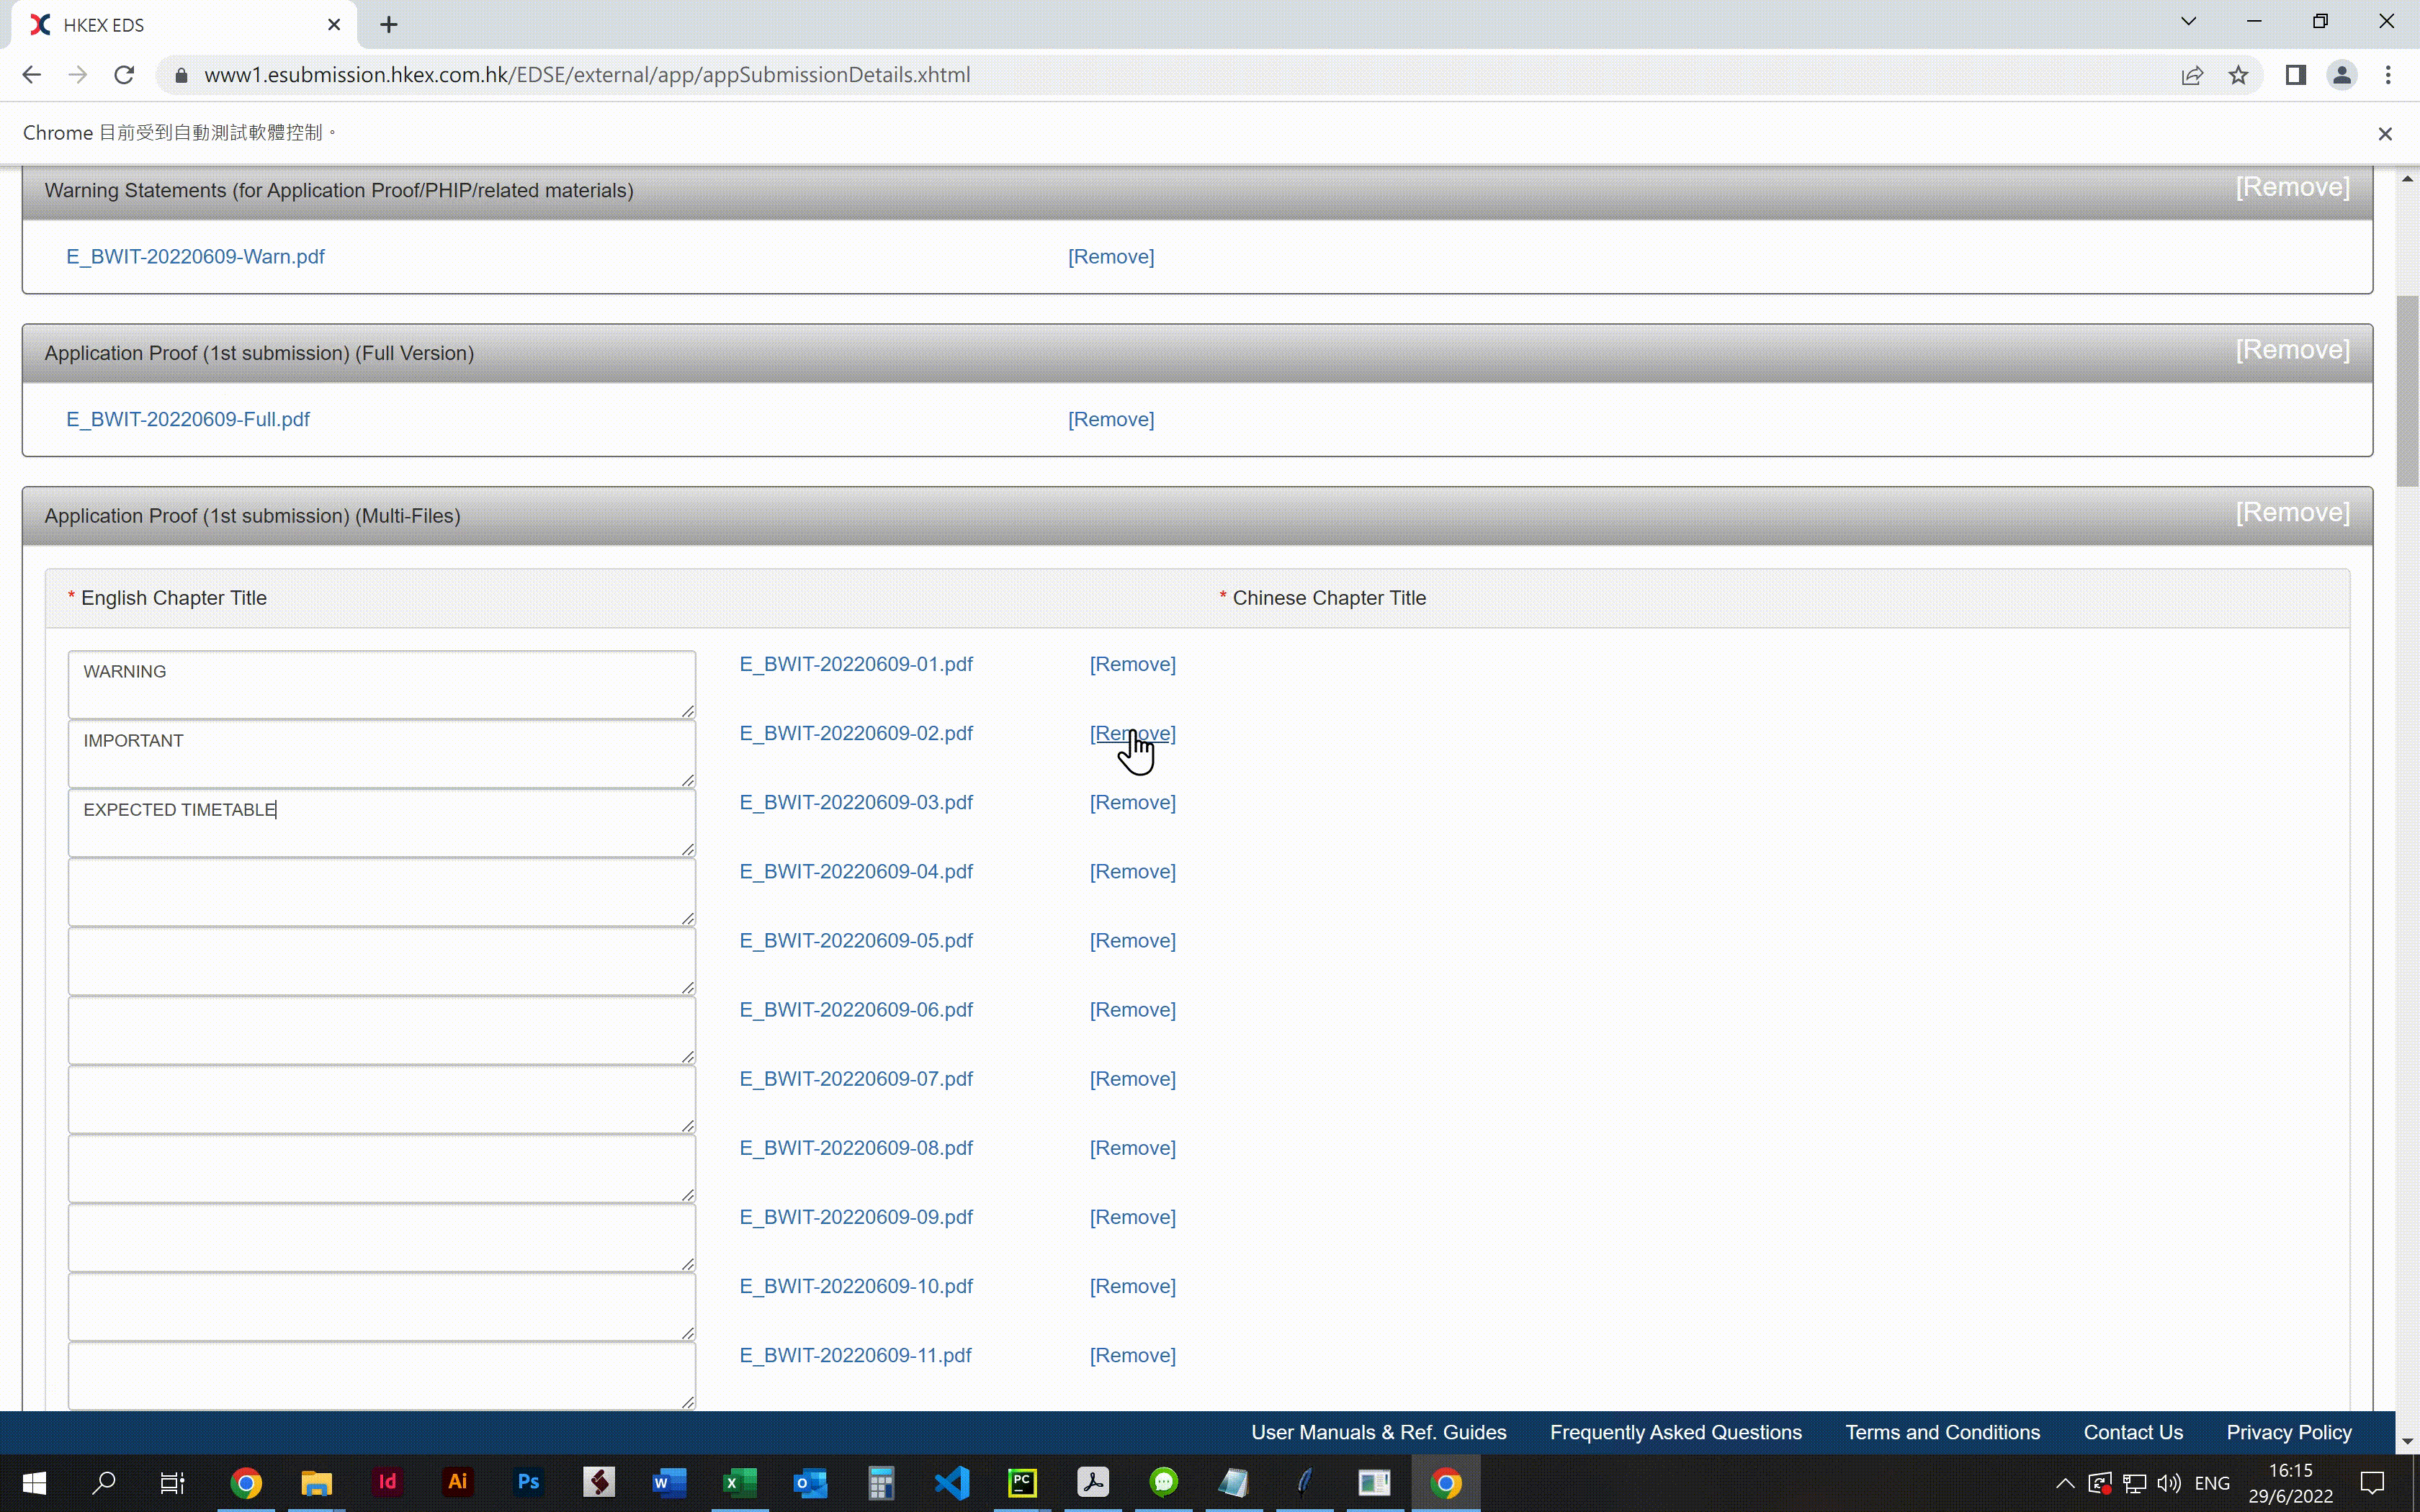 HKEX EDS
www1.esubmission.hkex.com.hk/EDSE/external/app/appSubmissionDetails.xhtml
Chrome 目前受到自動測試軟體控制。
Warning Statements (for Application Proof/PHIP/related materials) [Remove]
E_BWIT-20220609-Warn.pdf [Remove]
Application Proof (1st submission) (Full Version) [Remove]
E_BWIT-20220609-Full.pdf [Remove]
Application Proof (1st submission) (Multi-Files) [Remove]
* English Chapter Title * Chinese Chapter Title
WARNING E_BWIT-20220609-01.pdf [Remove]
IMPORTANT E_BWIT-20220609-02.pdf [Remove]
EXPECTED TIMETABLE E_BWIT-20220609-03.pdf [Remove]
E_BWIT-20220609-04.pdf [Remove]
E_BWIT-20220609-05.pdf [Remove]
E_BWIT-20220609-06.pdf [Remove]
E_BWIT-20220609-07.pdf [Remove]
E_BWIT-20220609-08.pdf [Remove]
E_BWIT-20220609-09.pdf [Remove]
E_BWIT-20220609-10.pdf [Remove]
E_BWIT-20220609-11.pdf [Remove]
User Manuals & Ref. Guides Frequently Asked Questions Terms and Conditions Contact Us Privacy Policy
Id Ai Ps W X O PC ENG 16:15
29/6/2022